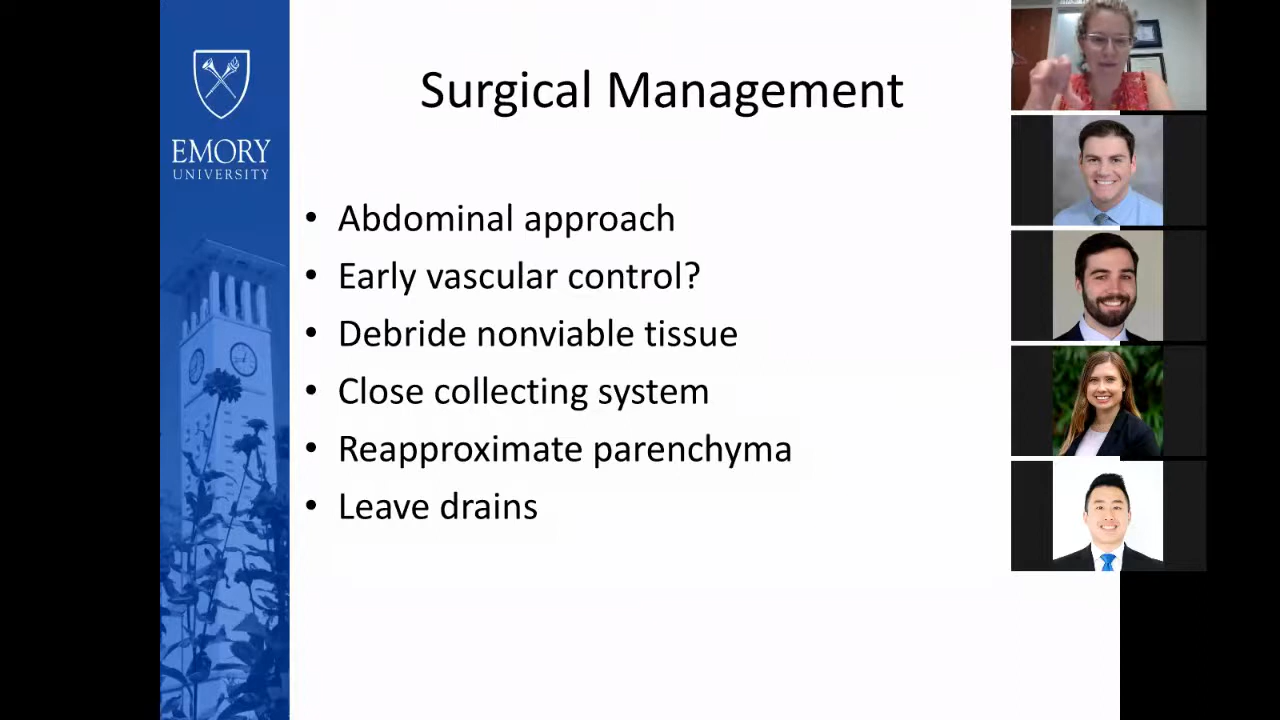 EMORY
UNIVERSITY
Surgical Management
• Abdominal approach
• Early vascular control?
• Debride nonviable tissue
• Close collecting system
• Reapproximate parenchyma
• Leave drains